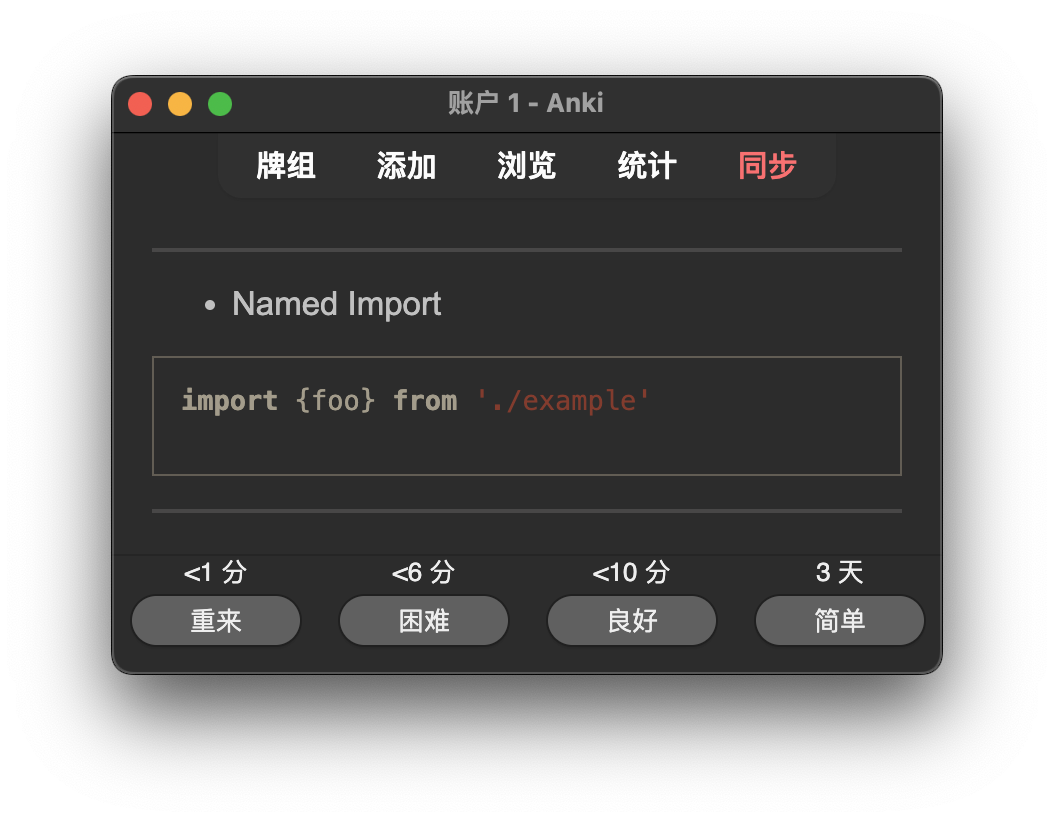 账户 1 - Anki
牌组 添加 浏览 统计 同步
• Named Import
import {foo} from './example'
<1 分 <6 分 <10 分 3 天
重来 困难 良好 简单